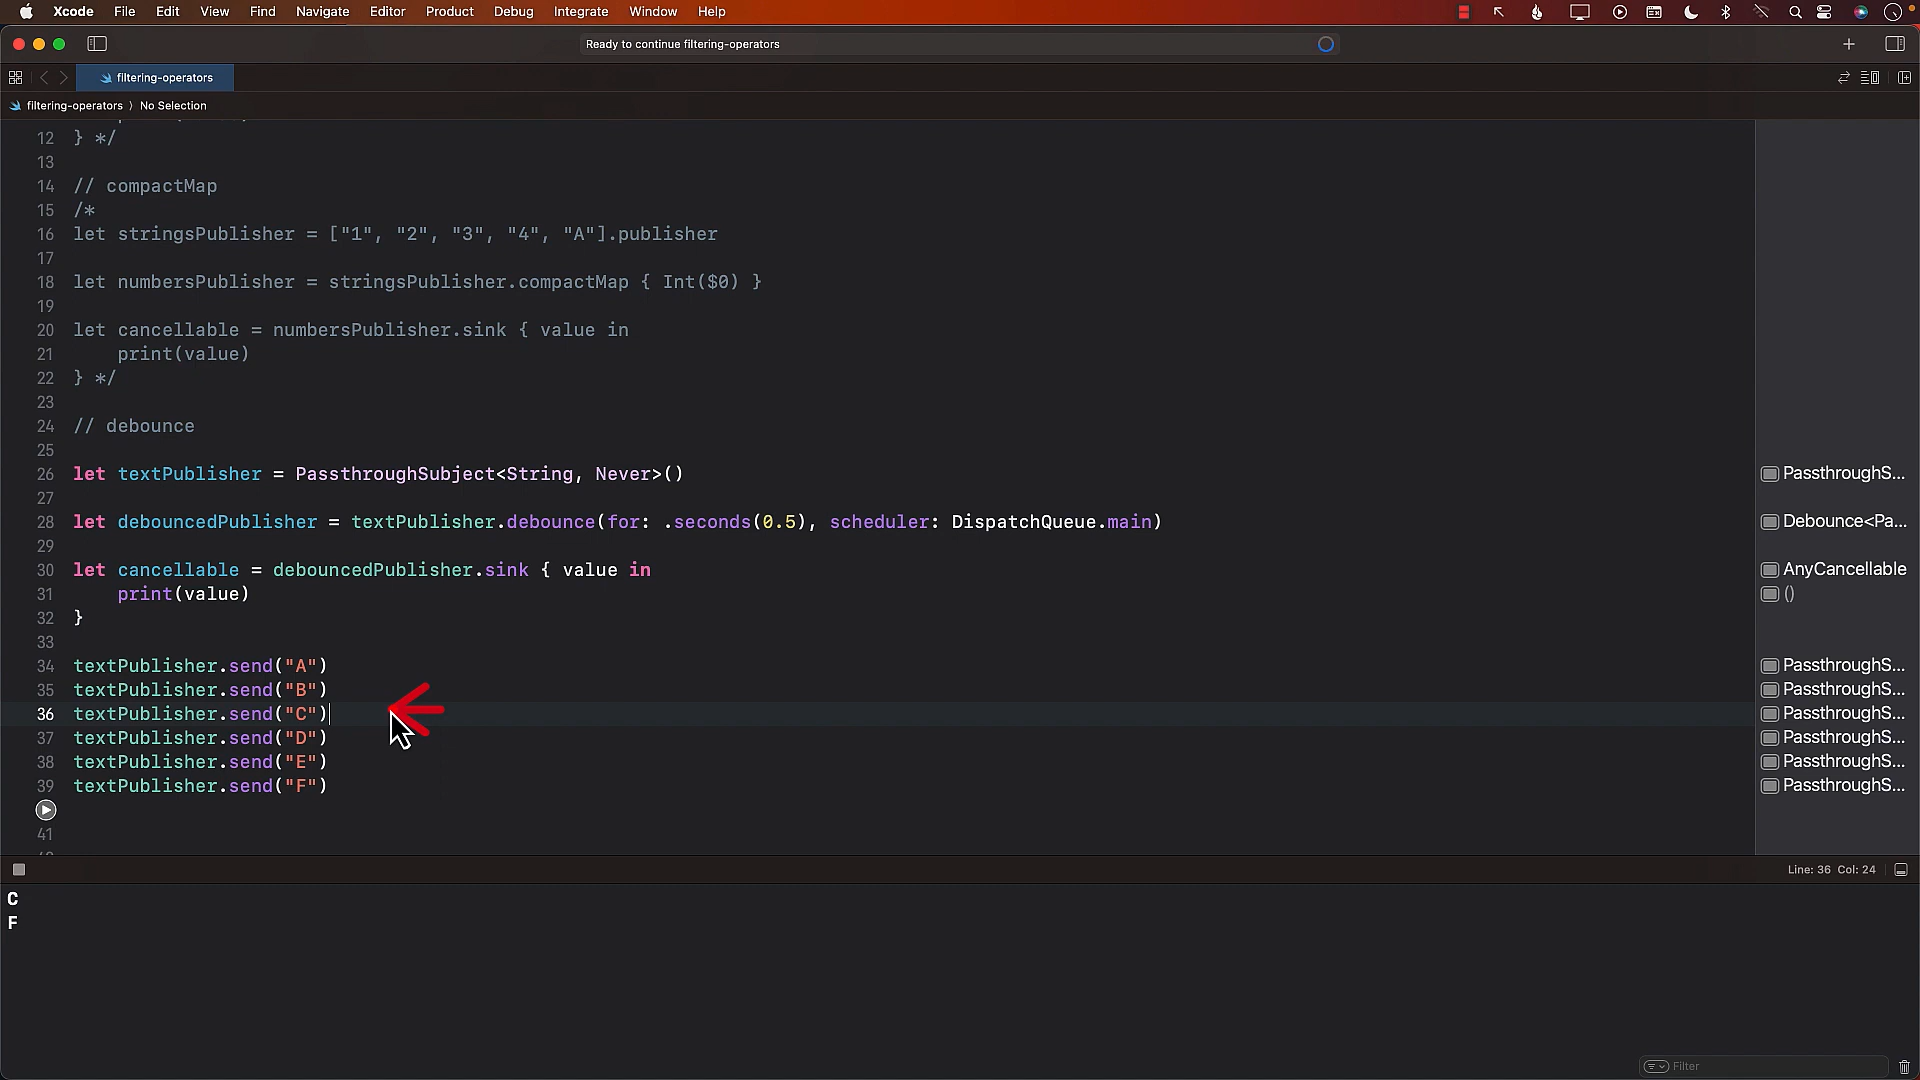 Xcode File Edit View Find Navigate Editor Product Debug Integrate Window Help
Ready to continue filtering-operators
filtering-operators
filtering-operators ⟩ No Selection
12 } */
13
14 // compactMap
15 /*
16 let stringsPublisher = ["1", "2", "3", "4", "A"].publisher
17
18 let numbersPublisher = stringsPublisher.compactMap { Int($0) }
19
20 let cancellable = numbersPublisher.sink { value in
21 print(value)
22 } */
23
24 // debounce
25
26 let textPublisher = PassthroughSubject<String, Never>() PassthroughS...
27
28 let debouncedPublisher = textPublisher.debounce(for: .seconds(0.5), scheduler: DispatchQueue.main) Debounce<Pa...
29
30 let cancellable = debouncedPublisher.sink { value in AnyCancellable
31 print(value) ()
32 }
33
34 textPublisher.send("A") PassthroughS...
35 textPublisher.send("B") PassthroughS...
36 textPublisher.send("C") PassthroughS...
37 textPublisher.send("D") PassthroughS...
38 textPublisher.send("E") PassthroughS...
39 textPublisher.send("F") PassthroughS...
41
Line: 36 Col: 24
C
F
Filter